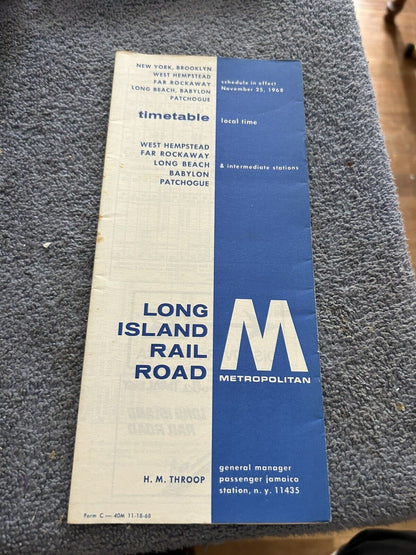 NEW YORK, BROOKLYN
WEST HEMPSTEAD
FAR ROCKAWAY
LONG BEACH, BABYLON
PATCHOGUE
schedule in effect
November 25, 1968
timetable
local time
WEST HEMPSTEAD
FAR ROCKAWAY
LONG BEACH
BABYLON
PATCHOGUE
& intermediate stations
LONG
ISLAND
RAIL
ROAD
M
METROPOLITAN
H. M. THROOP
general manager
passenger jamaica
station, n. y. 11435
Form C — 40M 11-18-68